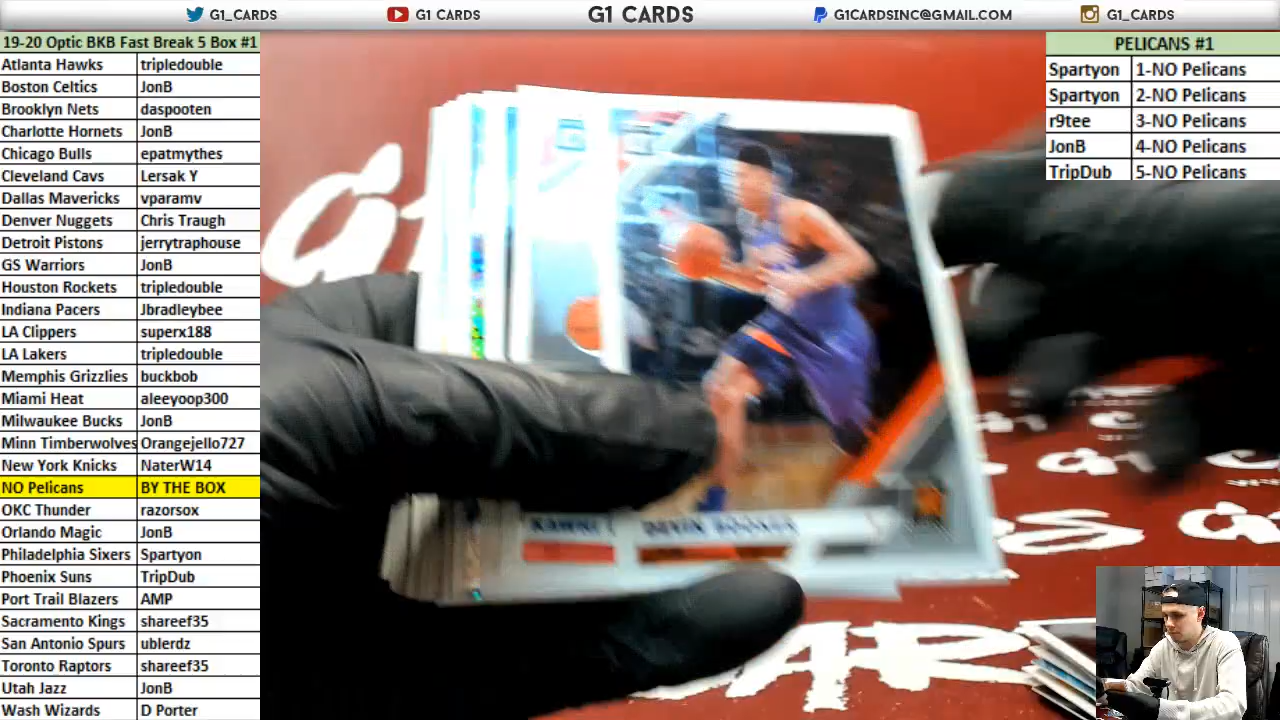 G1_CARDS G1 CARDS G1 CARDS G1CARDSINC@GMAIL.COM G1_CARDS
19-20 Optic BKB Fast Break 5 Box #1
Atlanta Hawks tripledouble
Boston Celtics JonB
Brooklyn Nets daspooten
Charlotte Hornets JonB
Chicago Bulls epatmythes
Cleveland Cavs Lersak Y
Dallas Mavericks vparamv
Denver Nuggets Chris Traugh
Detroit Pistons jerrytraphouse
GS Warriors JonB
Houston Rockets tripledouble
Indiana Pacers Jbradleybee
LA Clippers superx188
LA Lakers tripledouble
Memphis Grizzlies buckbob
Miami Heat aleeyoop300
Milwaukee Bucks JonB
Minn Timberwolves Orangejello727
New York Knicks NaterW14
NO Pelicans BY THE BOX
OKC Thunder razorsox
Orlando Magic JonB
Philadelphia Sixers Spartyon
Phoenix Suns TripDub
Port Trail Blazers AMP
Sacramento Kings shareef35
San Antonio Spurs ublerdz
Toronto Raptors shareef35
Utah Jazz JonB
Wash Wizards D Porter
PELICANS #1
Spartyon 1-NO Pelicans
Spartyon 2-NO Pelicans
r9tee 3-NO Pelicans
JonB 4-NO Pelicans
TripDub 5-NO Pelicans
DEVIN BOOKER